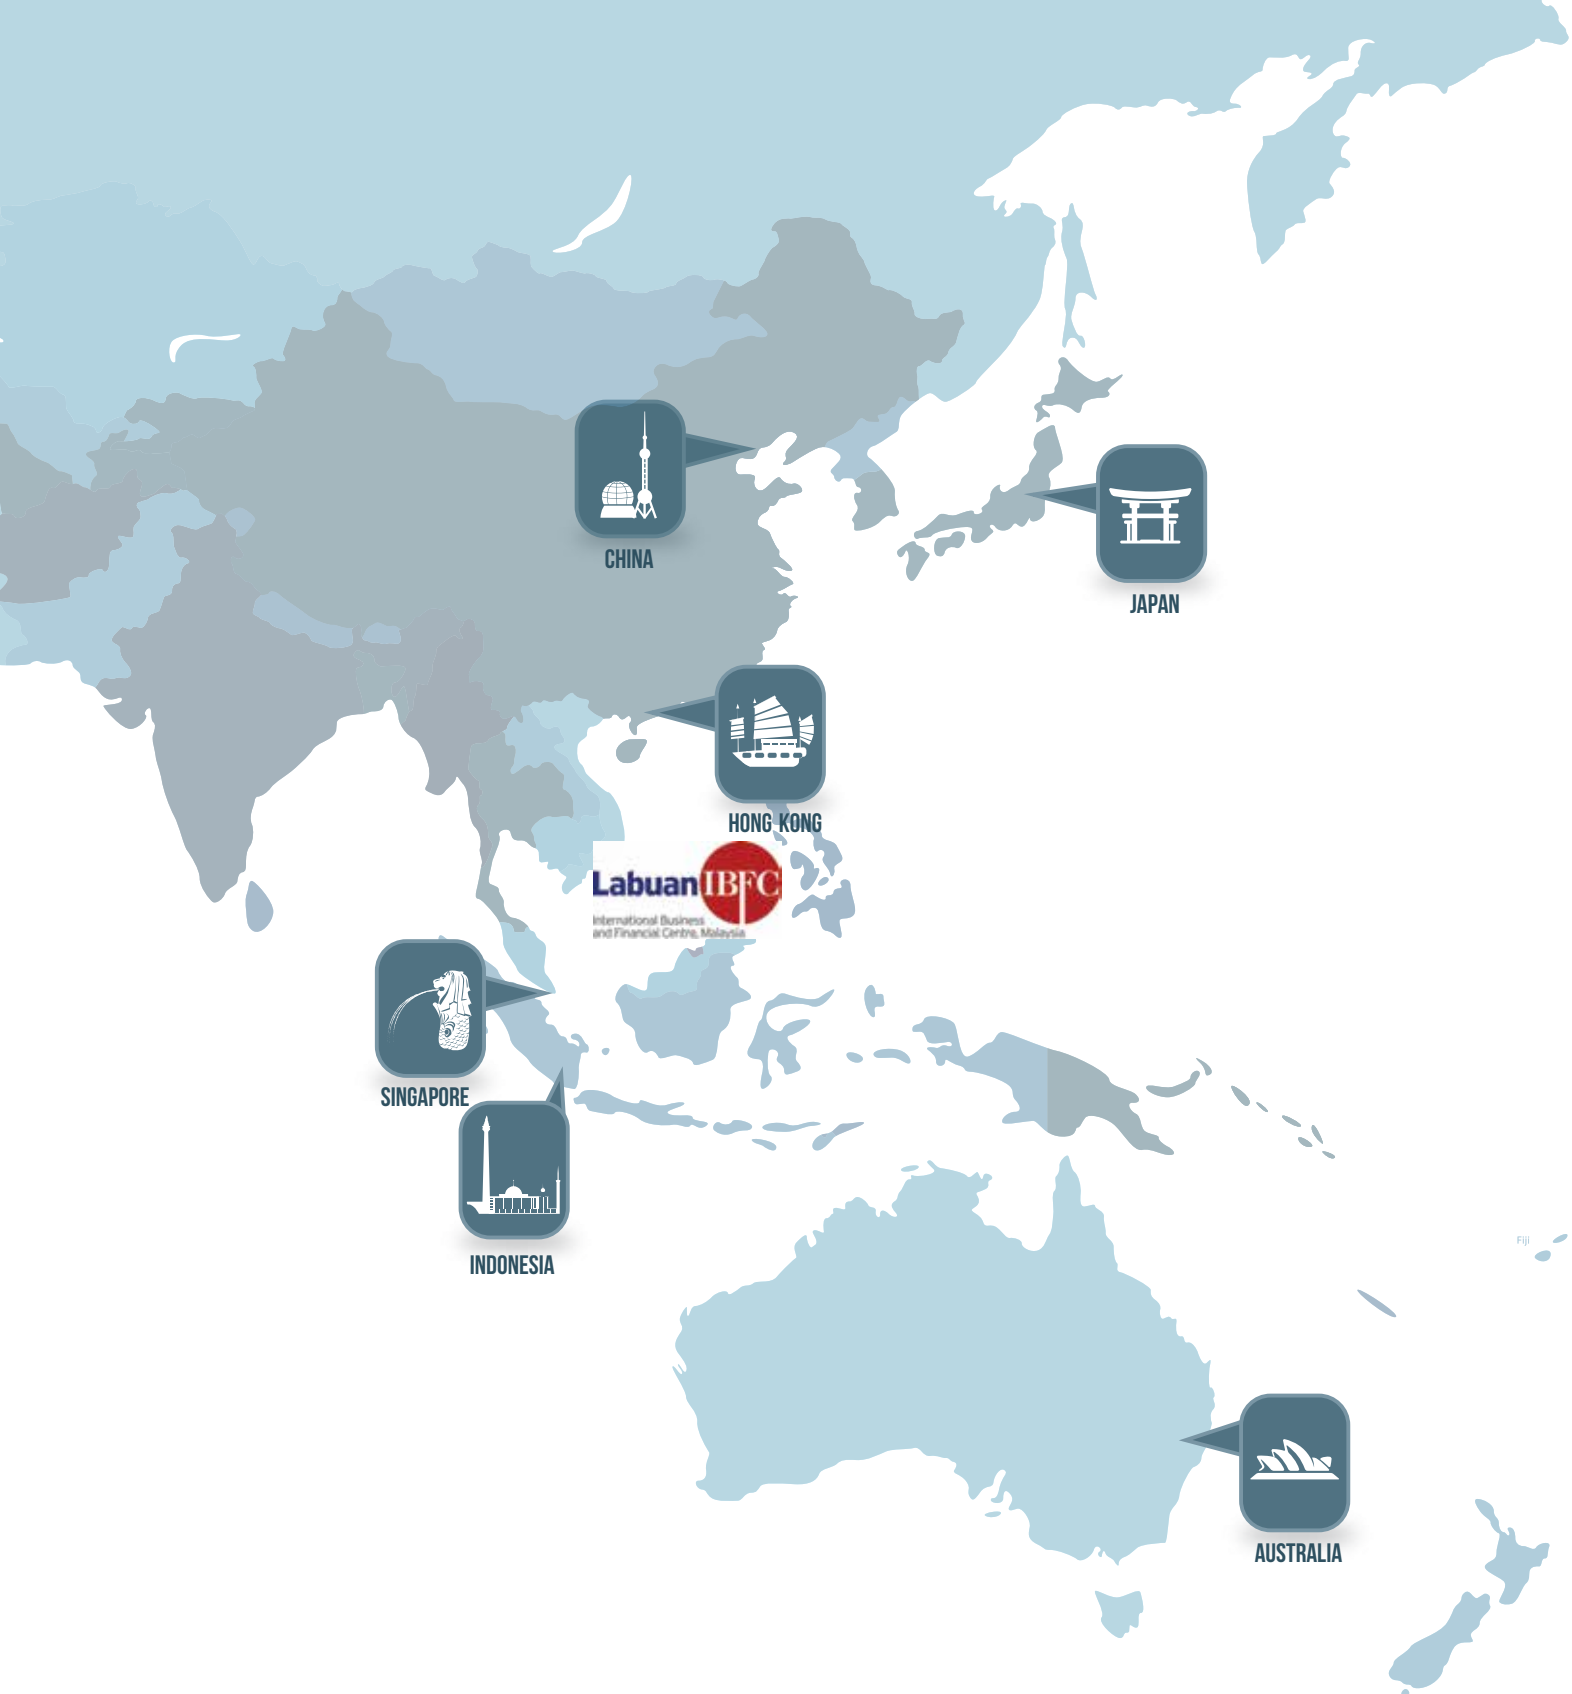 CHINA
JAPAN
HONG KONG
Labuan IBFC
International Business
and Financial Centre, Malaysia
SINGAPORE
INDONESIA
Fiji
AUSTRALIA